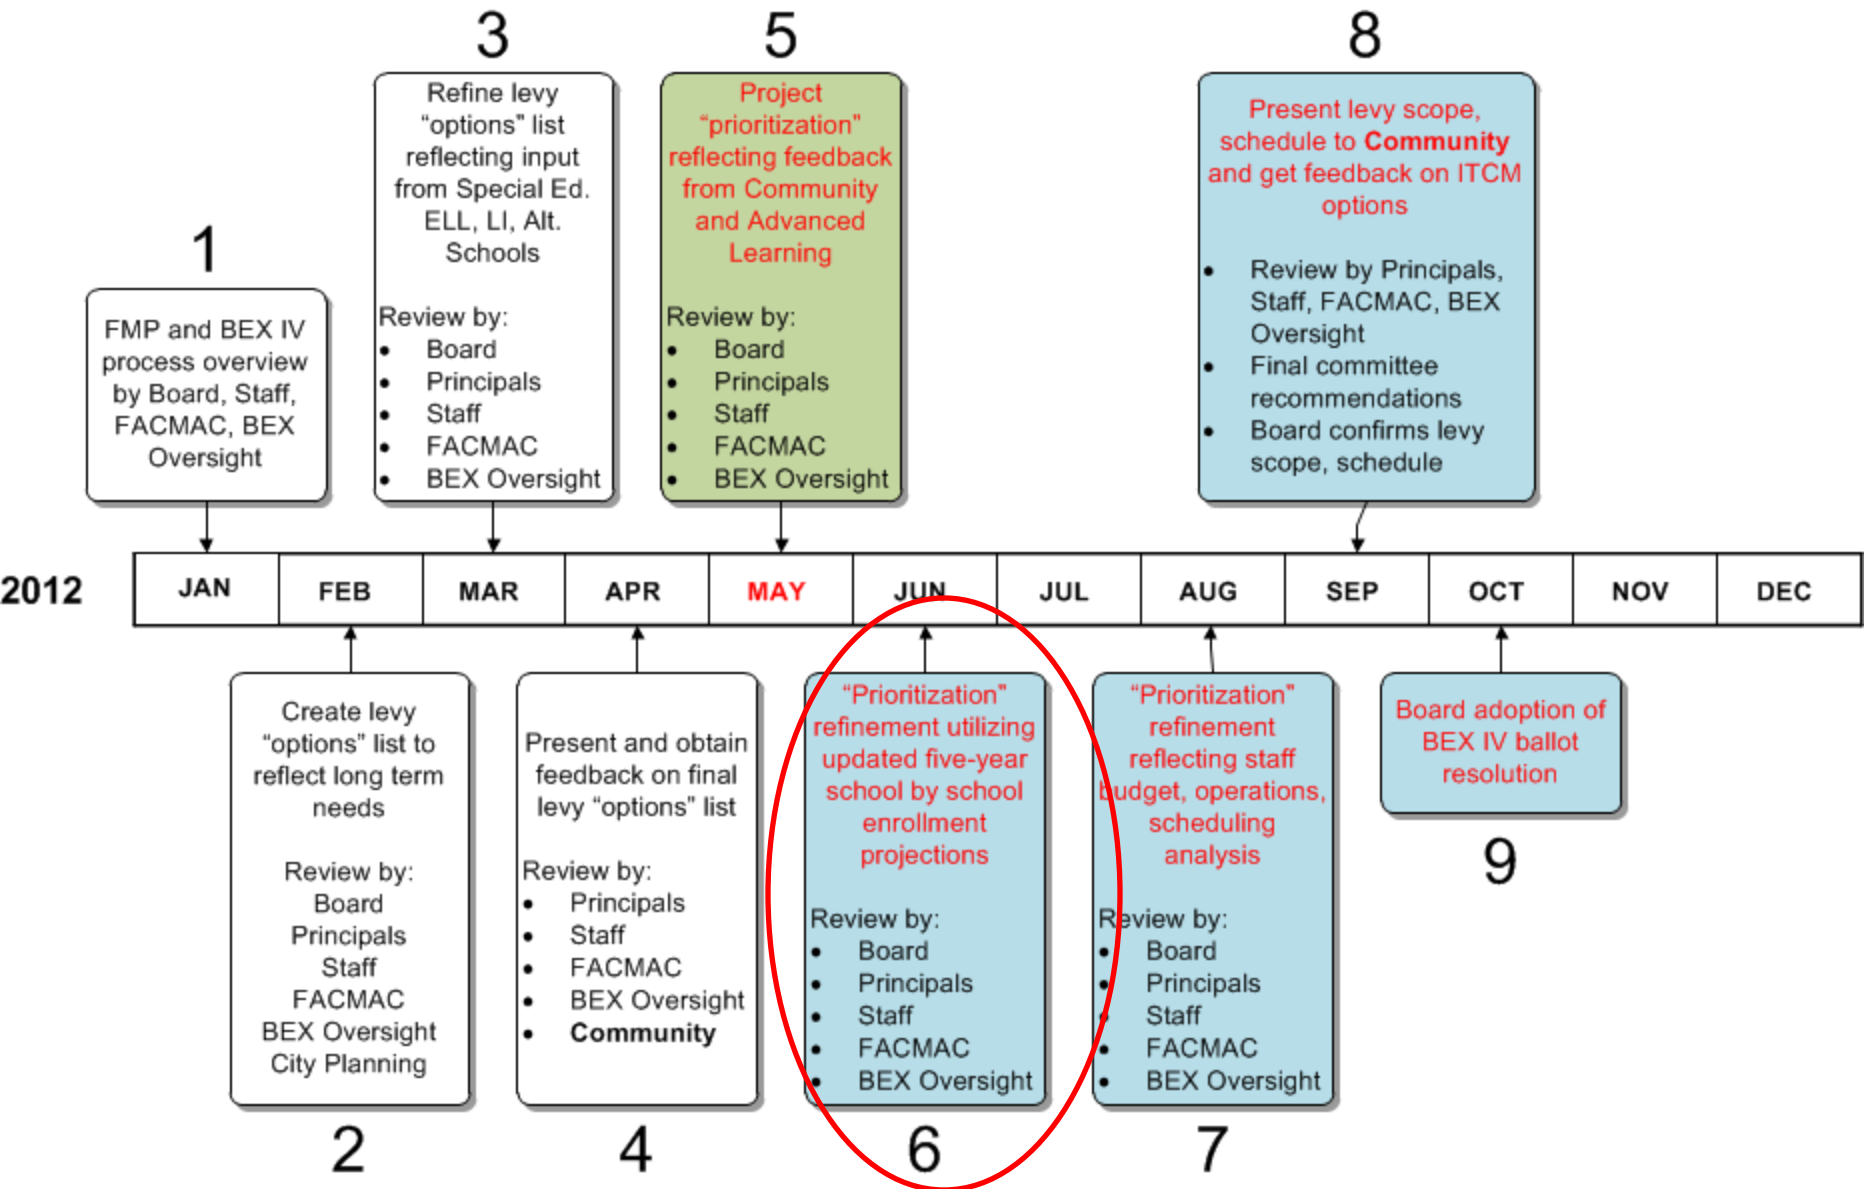 3
Refine levy
“options” list
reflecting input
from Special Ed.
ELL, LI, Alt.
Schools
Review by:
• Board
• Principals
• Staff
• FACMAC
• BEX Oversight
5
Project
“prioritization”
reflecting feedback
from Community
and Advanced
Learning
Review by:
• Board
• Principals
• Staff
• FACMAC
• BEX Oversight
8
Present levy scope,
schedule to Community
and get feedback on ITCM
options
• Review by Principals,
Staff, FACMAC, BEX
Oversight
• Final committee
recommendations
• Board confirms levy
scope, schedule
1
FMP and BEX IV
process overview
by Board, Staff,
FACMAC, BEX
Oversight
2012 JAN FEB MAR APR MAY JUN JUL AUG SEP OCT NOV DEC
Create levy
“options” list to
reflect long term
needs
Review by:
Board
Principals
Staff
FACMAC
BEX Oversight
City Planning
2
Present and obtain
feedback on final
levy “options” list
Review by:
• Principals
• Staff
• FACMAC
• BEX Oversight
• Community
4
“Prioritization”
refinement utilizing
updated five-year
school by school
enrollment
projections
Review by:
• Board
• Principals
• Staff
• FACMAC
• BEX Oversight
6
“Prioritization”
refinement
reflecting staff
budget, operations,
scheduling
analysis
Review by:
• Board
• Principals
• Staff
• FACMAC
• BEX Oversight
7
Board adoption of
BEX IV ballot
resolution
9